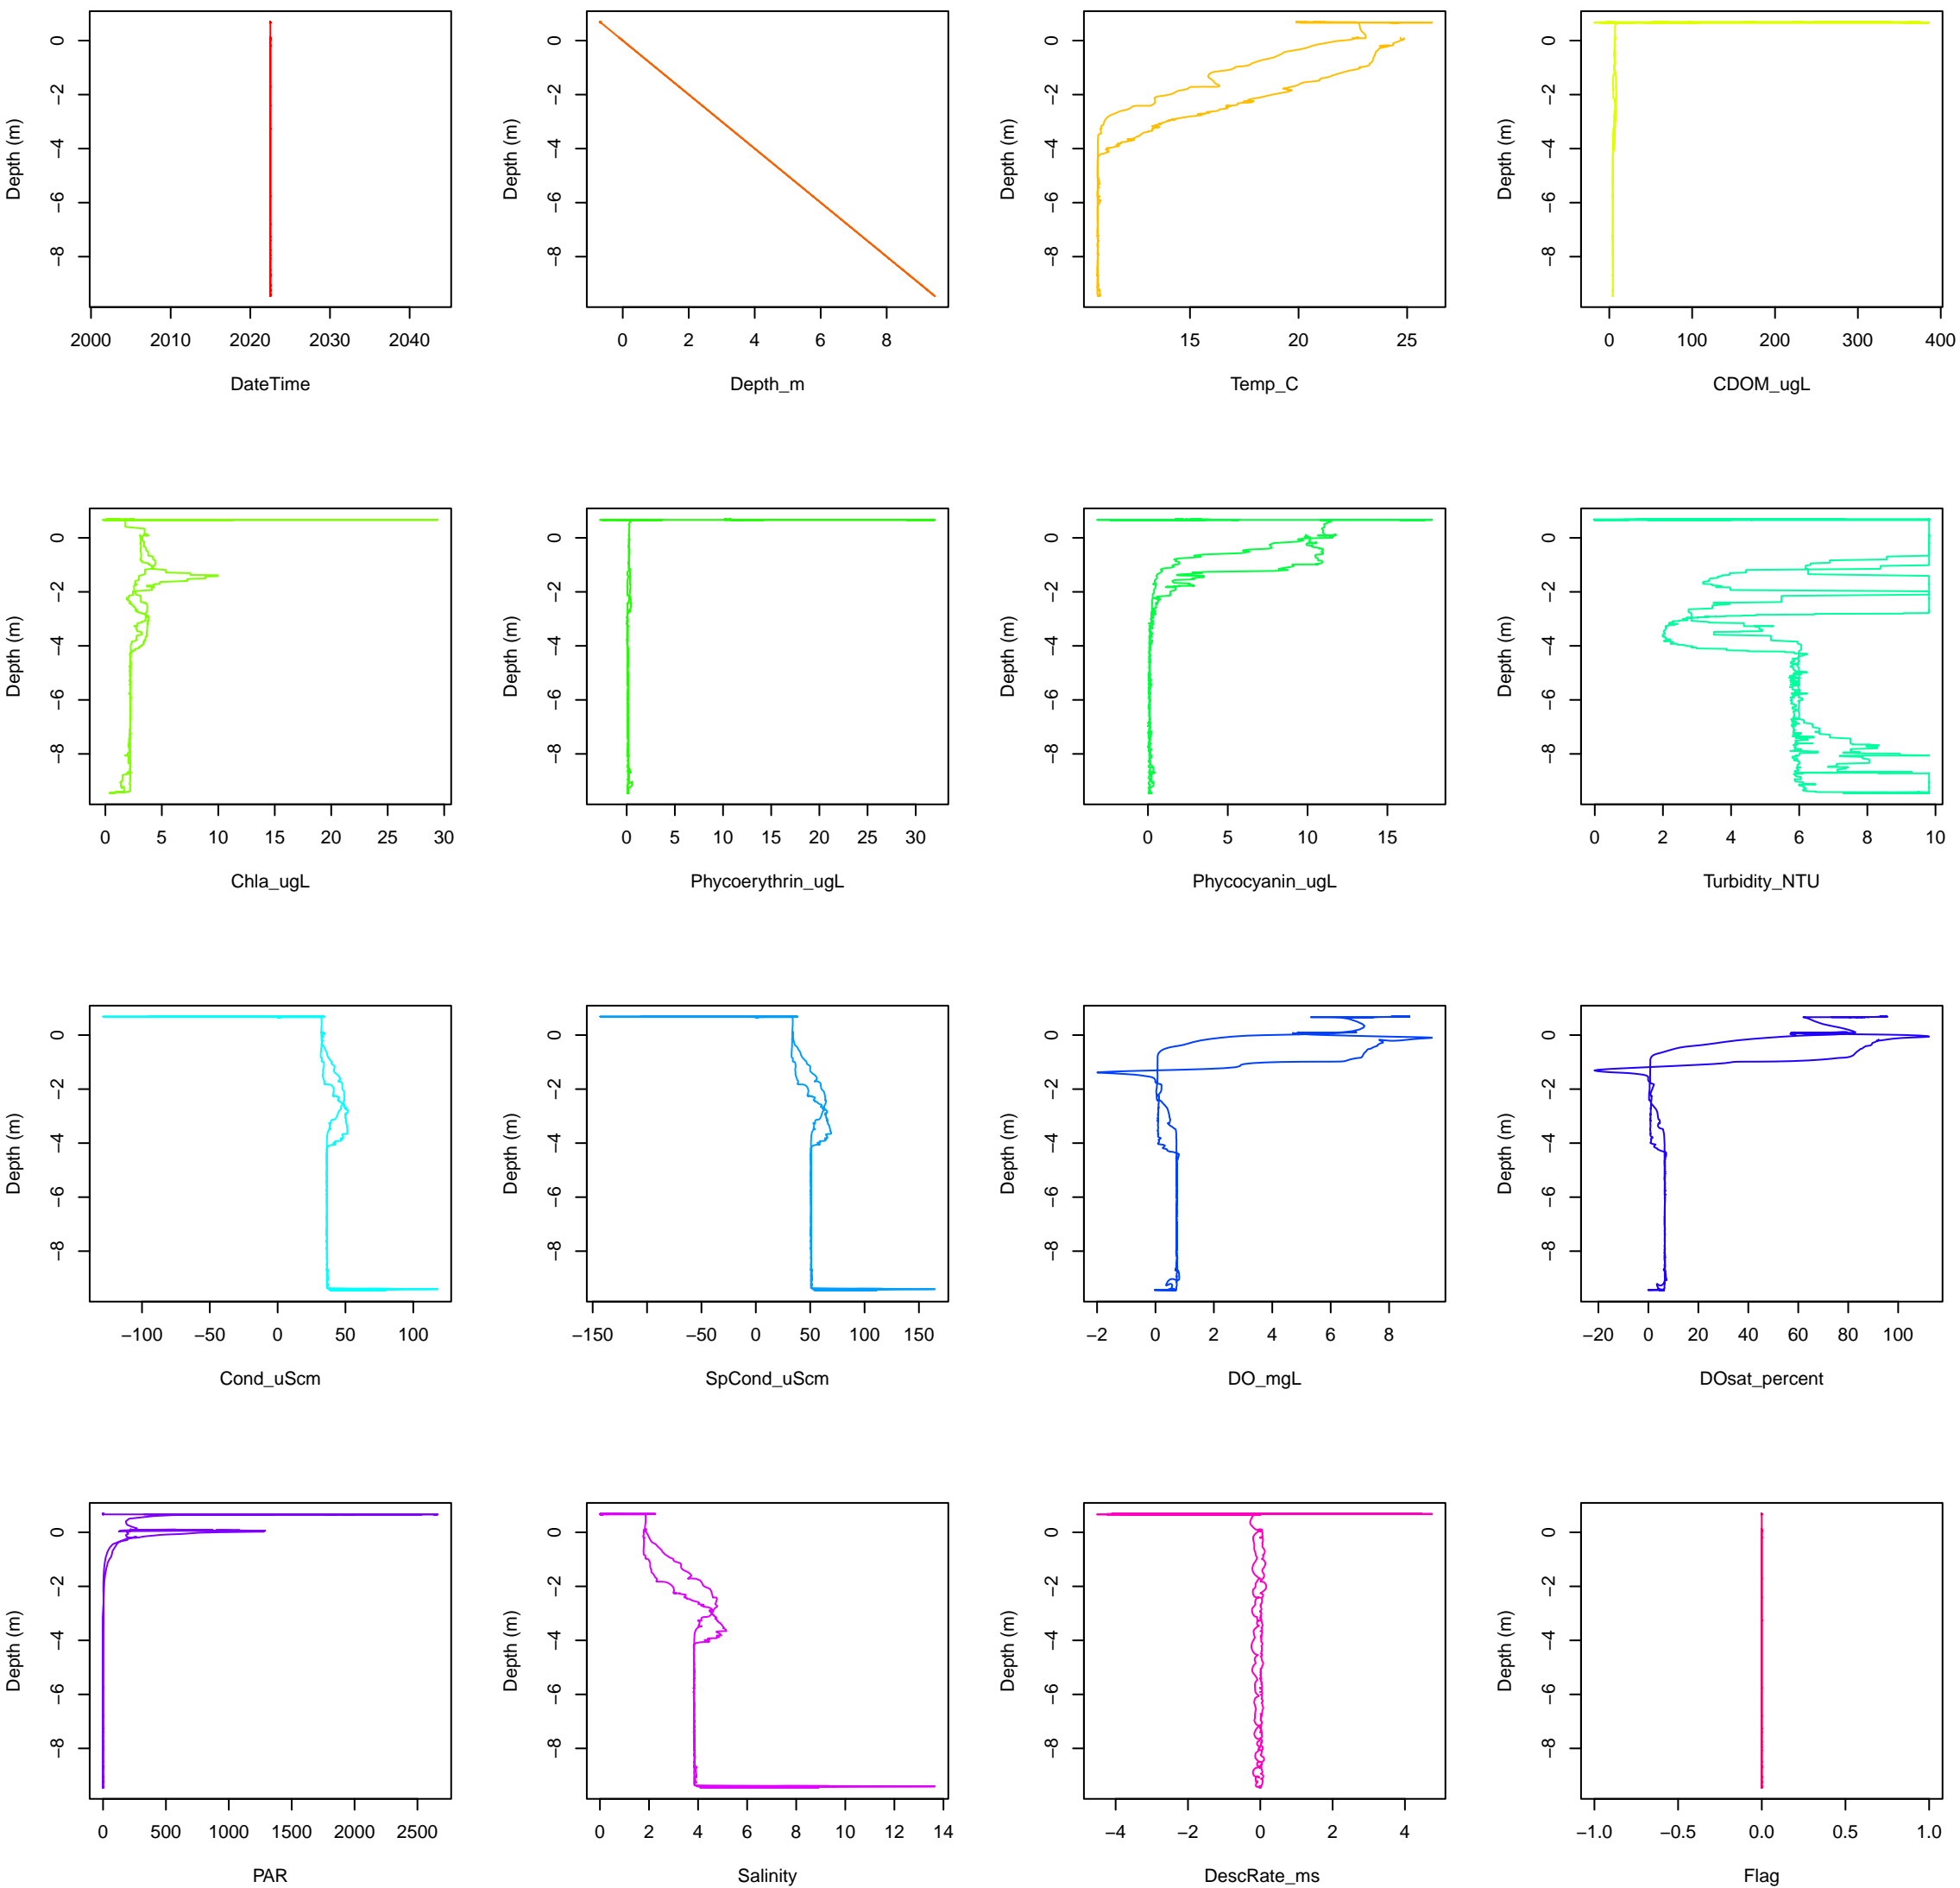 Depth (m)
0
−2
−4
−6
−8
2000 2010 2020 2030 2040
DateTime
Depth (m)
0
−2
−4
−6
−8
0 2 4 6 8
Depth_m
Depth (m)
0
−2
−4
−6
−8
15 20 25
Temp_C
Depth (m)
0
−2
−4
−6
−8
0 100 200 300 400
CDOM_ugL
Depth (m)
0
−2
−4
−6
−8
0 5 10 15 20 25 30
Chla_ugL
Depth (m)
0
−2
−4
−6
−8
0 5 10 15 20 25 30
Phycoerythrin_ugL
Depth (m)
0
−2
−4
−6
−8
0 5 10 15
Phycocyanin_ugL
Depth (m)
0
−2
−4
−6
−8
0 2 4 6 8 10
Turbidity_NTU
Depth (m)
0
−2
−4
−6
−8
−100 −50 0 50 100
Cond_uScm
Depth (m)
0
−2
−4
−6
−8
−150 −50 0 50 100 150
SpCond_uScm
Depth (m)
0
−2
−4
−6
−8
−2 0 2 4 6 8
DO_mgL
Depth (m)
0
−2
−4
−6
−8
−20 0 20 40 60 80 100
DOsat_percent
Depth (m)
0
−2
−4
−6
−8
0 500 1000 1500 2000 2500
PAR
Depth (m)
0
−2
−4
−6
−8
0 2 4 6 8 10 12 14
Salinity
Depth (m)
0
−2
−4
−6
−8
−4 −2 0 2 4
DescRate_ms
Depth (m)
0
−2
−4
−6
−8
−1.0 −0.5 0.0 0.5 1.0
Flag